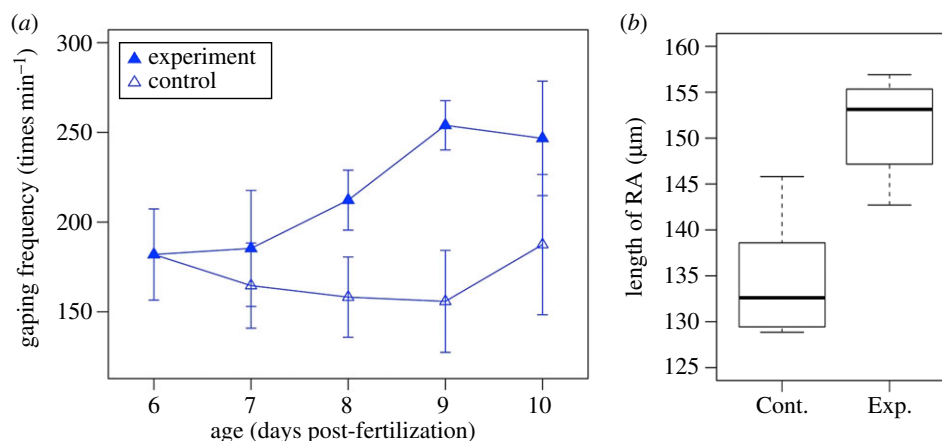 (a)
300
250
200
150
gaping frequency (times min⁻¹)
experiment
control
6 7 8 9 10
age (days post-fertilization)
(b)
160
155
150
145
140
135
130
125
length of RA (μm)
Cont. Exp.